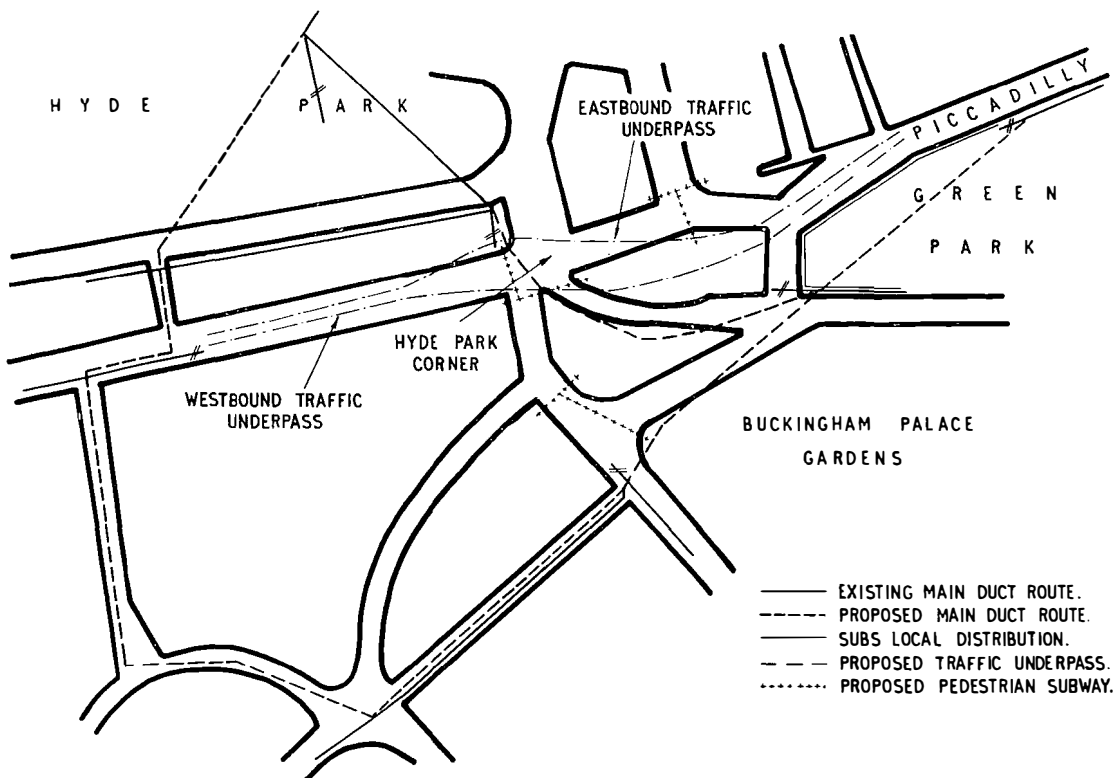 HYDE PARK
EASTBOUND TRAFFIC
UNDERPASS
PICCADILLY
GREEN
PARK
HYDE PARK
CORNER
WESTBOUND TRAFFIC
UNDERPASS
BUCKINGHAM PALACE
GARDENS
EXISTING MAIN DUCT ROUTE.
PROPOSED MAIN DUCT ROUTE.
SUBS LOCAL DISTRIBUTION.
PROPOSED TRAFFIC UNDERPASS.
PROPOSED PEDESTRIAN SUBWAY.